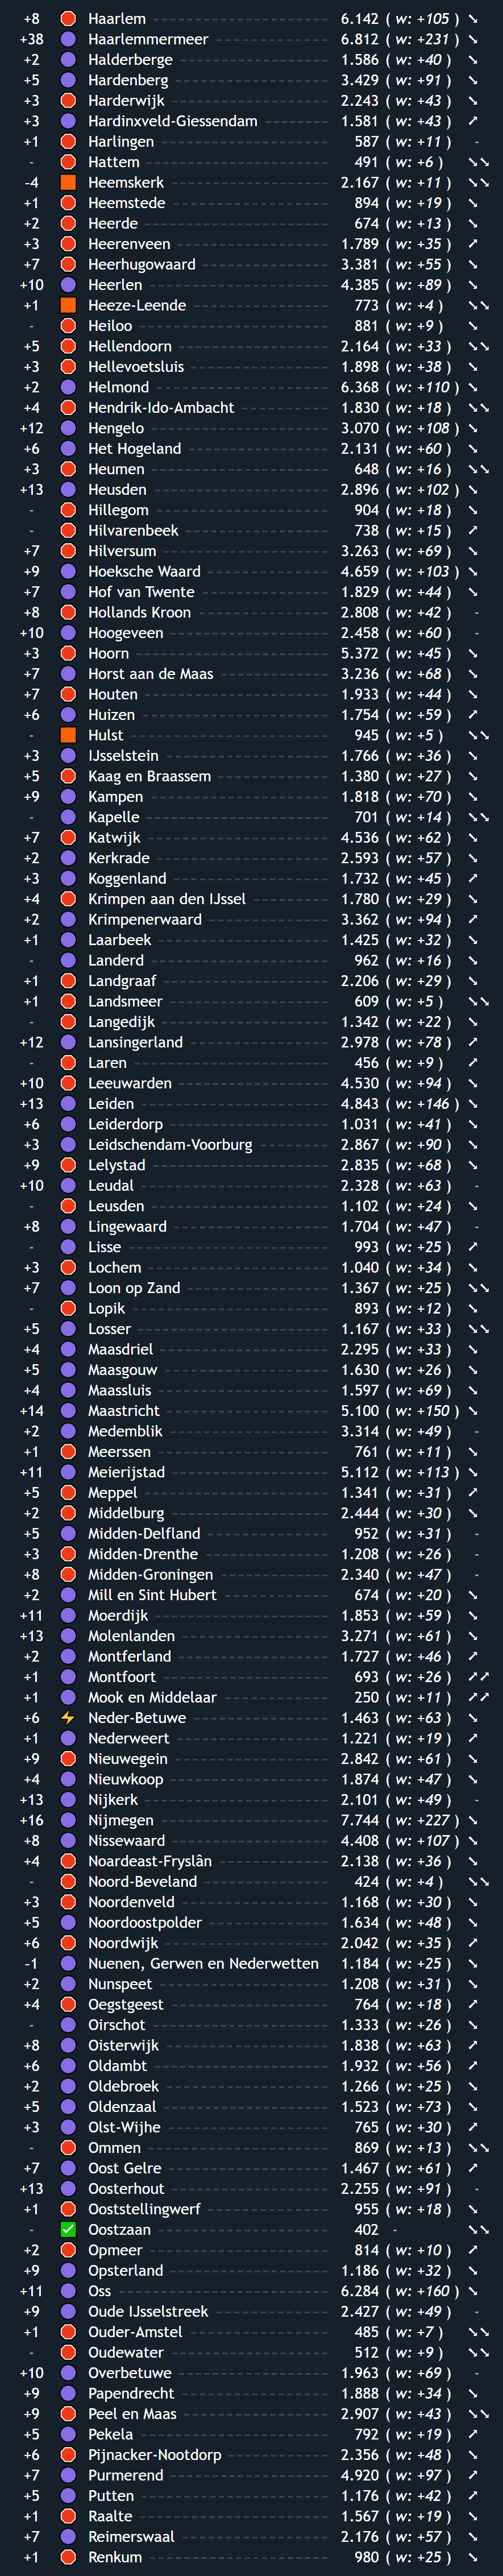 +8 Haarlem 6.142 ( w: +105 ) ↘
+38 Haarlemmermeer 6.812 ( w: +231 ) ↘
+2 Halderberge 1.586 ( w: +40 ) ↘
+5 Hardenberg 3.429 ( w: +91 ) ↘
+3 Harderwijk 2.243 ( w: +43 ) ↘
+3 Hardinxveld-Giessendam 1.581 ( w: +43 ) ↗
+1 Harlingen 587 ( w: +11 ) -
- Hattem 491 ( w: +6 ) ↘↘
-4 Heemskerk 2.167 ( w: +11 ) ↘↘
+1 Heemstede 894 ( w: +19 ) ↘
+2 Heerde 674 ( w: +13 ) ↘
+3 Heerenveen 1.789 ( w: +35 ) ↗
+7 Heerhugowaard 3.381 ( w: +55 ) ↘
+10 Heerlen 4.385 ( w: +89 ) ↘
+1 Heeze-Leende 773 ( w: +4 ) ↘↘
- Heiloo 881 ( w: +9 ) ↘
+5 Hellendoorn 2.164 ( w: +33 ) ↘↘
+3 Hellevoetsluis 1.898 ( w: +38 ) ↘
+2 Helmond 6.368 ( w: +110 ) ↘
+4 Hendrik-Ido-Ambacht 1.830 ( w: +18 ) ↘↘
+12 Hengelo 3.070 ( w: +108 ) ↘
+6 Het Hogeland 2.131 ( w: +60 ) ↘
+3 Heumen 648 ( w: +16 ) ↘↘
+13 Heusden 2.896 ( w: +102 ) ↘
- Hillegom 904 ( w: +18 ) ↘
- Hilvarenbeek 738 ( w: +15 ) ↗
+7 Hilversum 3.263 ( w: +69 ) ↘
+9 Hoeksche Waard 4.659 ( w: +103 ) ↘
+7 Hof van Twente 1.829 ( w: +44 ) ↘
+8 Hollands Kroon 2.808 ( w: +42 ) -
+10 Hoogeveen 2.458 ( w: +60 ) -
+3 Hoorn 5.372 ( w: +45 ) ↘
+7 Horst aan de Maas 3.236 ( w: +68 ) ↘
+7 Houten 1.933 ( w: +44 ) ↘
+6 Huizen 1.754 ( w: +59 ) ↗
- Hulst 945 ( w: +5 ) ↘↘
+3 IJsselstein 1.766 ( w: +36 ) ↘
+5 Kaag en Braassem 1.380 ( w: +27 ) ↘
+9 Kampen 1.818 ( w: +70 ) ↘
- Kapelle 701 ( w: +14 ) ↘↘
+7 Katwijk 4.536 ( w: +62 ) ↘
+2 Kerkrade 2.593 ( w: +57 ) ↘
+3 Koggenland 1.732 ( w: +45 ) ↗
+4 Krimpen aan den IJssel 1.780 ( w: +29 ) ↘
+2 Krimpenerwaard 3.362 ( w: +94 ) ↗
+1 Laarbeek 1.425 ( w: +32 ) ↘
- Landerd 962 ( w: +16 ) ↘
+1 Landgraaf 2.206 ( w: +29 ) ↘
+1 Landsmeer 609 ( w: +5 ) ↘↘
- Langedijk 1.342 ( w: +22 ) ↘
+12 Lansingerland 2.978 ( w: +78 ) ↗
- Laren 456 ( w: +9 ) ↗
+10 Leeuwarden 4.530 ( w: +94 ) ↘
+13 Leiden 4.843 ( w: +146 ) ↘
+6 Leiderdorp 1.031 ( w: +41 ) ↘
+3 Leidschendam-Voorburg 2.867 ( w: +90 ) ↘
+9 Lelystad 2.835 ( w: +68 ) ↘
+10 Leudal 2.328 ( w: +63 ) -
- Leusden 1.102 ( w: +24 ) ↘
+8 Lingewaard 1.704 ( w: +47 ) -
- Lisse 993 ( w: +25 ) ↗
+3 Lochem 1.040 ( w: +34 ) ↘
+7 Loon op Zand 1.367 ( w: +25 ) ↘↘
- Lopik 893 ( w: +12 ) ↘
+5 Losser 1.167 ( w: +33 ) ↘↘
+4 Maasdriel 2.295 ( w: +33 ) ↘
+5 Maasgouw 1.630 ( w: +26 ) ↘
+4 Maassluis 1.597 ( w: +69 ) ↘
+14 Maastricht 5.100 ( w: +150 ) ↘
+2 Medemblik 3.314 ( w: +49 ) -
+1 Meerssen 761 ( w: +11 ) ↘
+11 Meierijstad 5.112 ( w: +113 ) ↘
+5 Meppel 1.341 ( w: +31 ) ↗
+2 Middelburg 2.444 ( w: +30 ) ↘
+5 Midden-Delfland 952 ( w: +31 ) -
+3 Midden-Drenthe 1.208 ( w: +26 ) -
+8 Midden-Groningen 2.340 ( w: +47 ) -
+2 Mill en Sint Hubert 674 ( w: +20 ) ↘
+11 Moerdijk 1.853 ( w: +59 ) ↘
+13 Molenlanden 3.271 ( w: +61 ) ↘
+2 Montferland 1.727 ( w: +46 ) ↗
+1 Montfoort 693 ( w: +26 ) ↗↗
+1 Mook en Middelaar 250 ( w: +11 ) ↗↗
+6 Neder-Betuwe 1.463 ( w: +63 ) ↘
+1 Nederweert 1.221 ( w: +19 ) ↗
+9 Nieuwegein 2.842 ( w: +61 ) ↘
+4 Nieuwkoop 1.874 ( w: +47 ) ↘
+13 Nijkerk 2.101 ( w: +49 ) -
+16 Nijmegen 7.744 ( w: +227 ) ↘
+8 Nissewaard 4.408 ( w: +107 ) ↘
+4 Noardeast-Fryslân 2.138 ( w: +36 ) ↘
- Noord-Beveland 424 ( w: +4 ) ↘↘
+3 Noordenveld 1.168 ( w: +30 ) ↘
+5 Noordoostpolder 1.634 ( w: +48 ) ↘
+6 Noordwijk 2.042 ( w: +35 ) ↗
-1 Nuenen, Gerwen en Nederwetten 1.184 ( w: +25 ) ↘
+2 Nunspeet 1.208 ( w: +31 ) ↘
+4 Oegstgeest 764 ( w: +18 ) ↗
- Oirschot 1.333 ( w: +26 ) ↘
+8 Oisterwijk 1.838 ( w: +63 ) ↗
+6 Oldambt 1.932 ( w: +56 ) ↗
+2 Oldebroek 1.266 ( w: +25 ) ↘
+5 Oldenzaal 1.523 ( w: +73 ) ↘
+3 Olst-Wijhe 765 ( w: +30 ) ↗
- Ommen 869 ( w: +13 ) ↘↘
+7 Oost Gelre 1.467 ( w: +61 ) ↗
+13 Oosterhout 2.255 ( w: +91 ) -
+1 Ooststellingwerf 955 ( w: +18 ) ↘
- Oostzaan 402 - ↘↘
+2 Opmeer 814 ( w: +10 ) ↗
+9 Opsterland 1.186 ( w: +32 ) ↘
+11 Oss 6.284 ( w: +160 ) ↘
+9 Oude IJsselstreek 2.427 ( w: +49 ) -
+1 Ouder-Amstel 485 ( w: +7 ) ↘↘
- Oudewater 512 ( w: +9 ) ↘↘
+10 Overbetuwe 1.963 ( w: +69 ) -
+9 Papendrecht 1.888 ( w: +34 ) ↘
+9 Peel en Maas 2.907 ( w: +43 ) ↘↘
+5 Pekela 792 ( w: +19 ) ↗
+6 Pijnacker-Nootdorp 2.356 ( w: +48 ) ↘
+7 Purmerend 4.920 ( w: +97 ) ↗
+5 Putten 1.176 ( w: +42 ) ↗
+1 Raalte 1.567 ( w: +19 ) ↘
+7 Reimerswaal 2.176 ( w: +57 ) ↘
+1 Renkum 980 ( w: +25 ) ↘